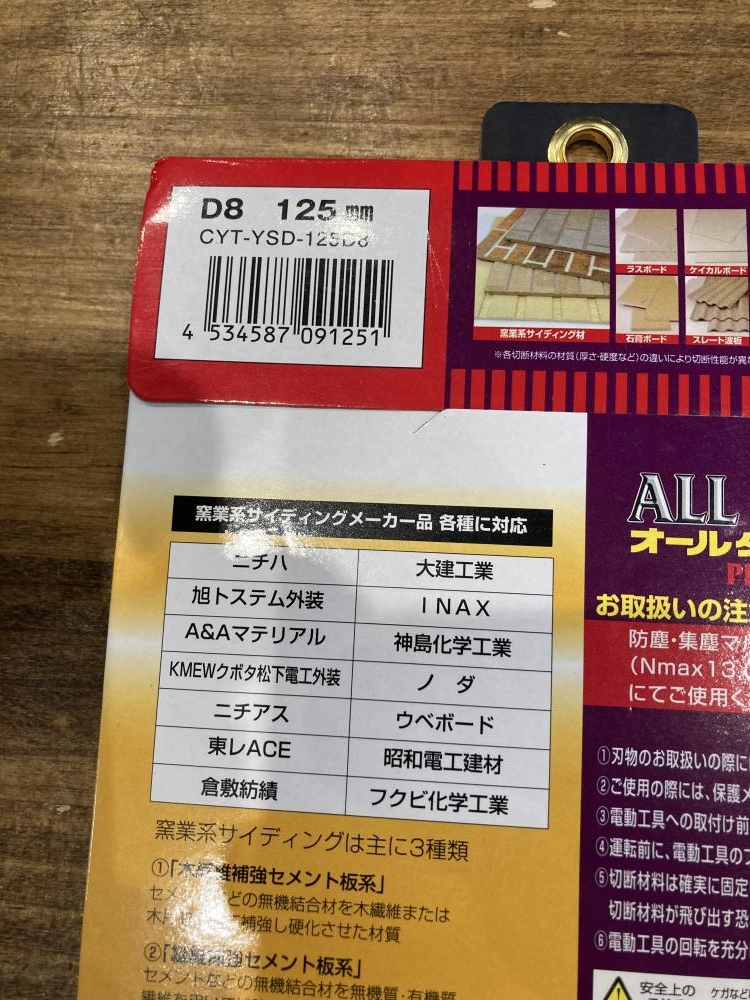 D8 125㎜
CYT-YSD-125D8
4 534587 091251
ラスボード
ケイカルボード
窯業系サイディング材
石膏ボード
スレート波板
※各切断材料の材質(厚さ・硬度など)の違いにより切断性能が異
窯業系サイディングメーカー品 各種に対応
ニチハ 大建工業
旭トステム外装 INAX
A&Aマテリアル 神島化学工業
KMEWクボタ松下電工外装 ノダ
ニチアス ウベボード
東レACE 昭和電工建材
倉敷紡績 フクビ化学工業
窯業系サイディングは主に3種類
①「木繊維補強セメント板系」
セメントなどの無機結合材を木繊維または
補強し硬化させた材質
②「繊維補強セメント板系」
セメントなどの無機結合材を無機質・有機質
ALL
オールダ
お取扱いの注
防塵・集塵マ
(Nmax13,0
にてご使用く
①刃物のお取扱いの際に
②ご使用の際には、保護メ
③電動工具への取付け前
④運転前に、電動工具のブ
⑤切断材料は確実に固定
切断材料が飛び出す恐
⑥電動工具の回転を充分
安全上の ケガなど